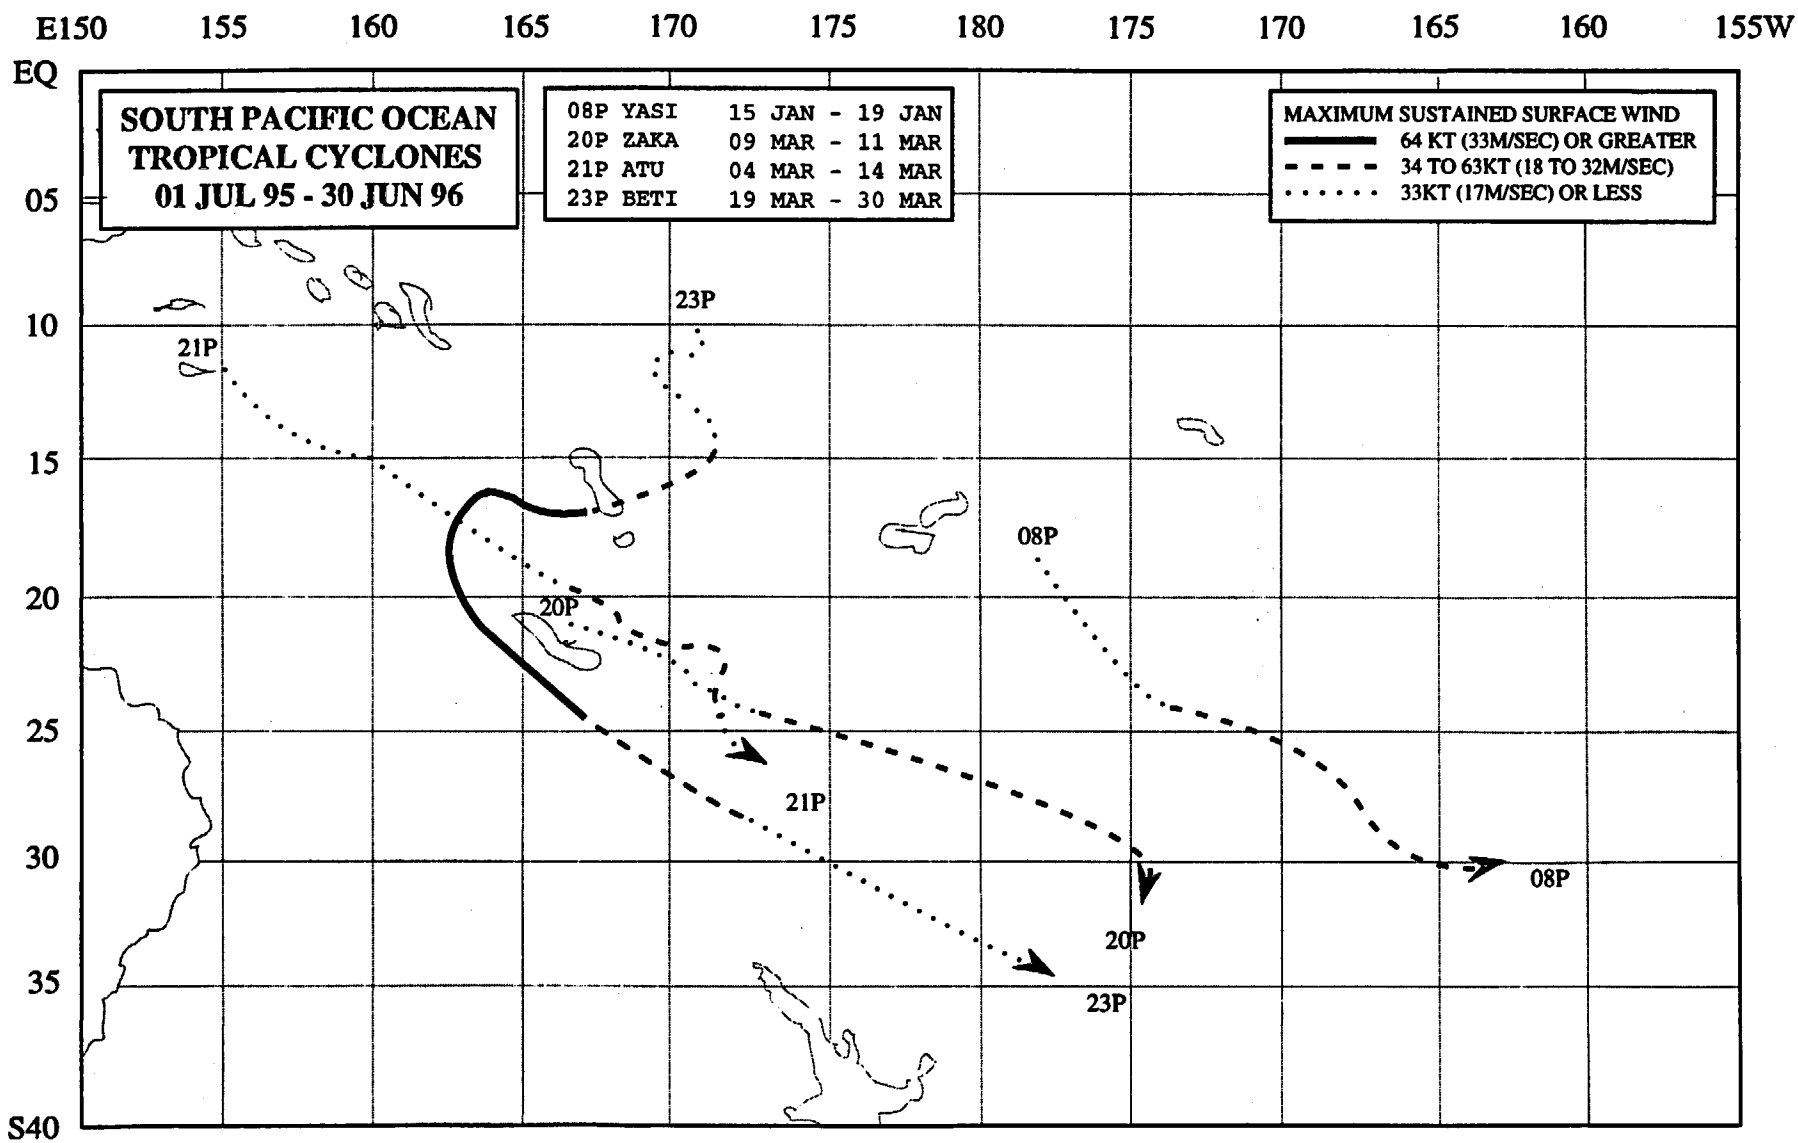 E150 155 160 165 170 175 180 175 170 165 160 155W
EQ
SOUTH PACIFIC OCEAN
TROPICAL CYCLONES
01 JUL 95 - 30 JUN 96
08P YASI 15 JAN - 19 JAN
20P ZAKA 09 MAR - 11 MAR
21P ATU 04 MAR - 14 MAR
23P BETI 19 MAR - 30 MAR
MAXIMUM SUSTAINED SURFACE WIND
64 KT (33M/SEC) OR GREATER
34 TO 63KT (18 TO 32M/SEC)
33KT (17M/SEC) OR LESS
05
23P
10
21P
15
08P
20
20P
25
21P
30
08P
20P
35
23P
S40